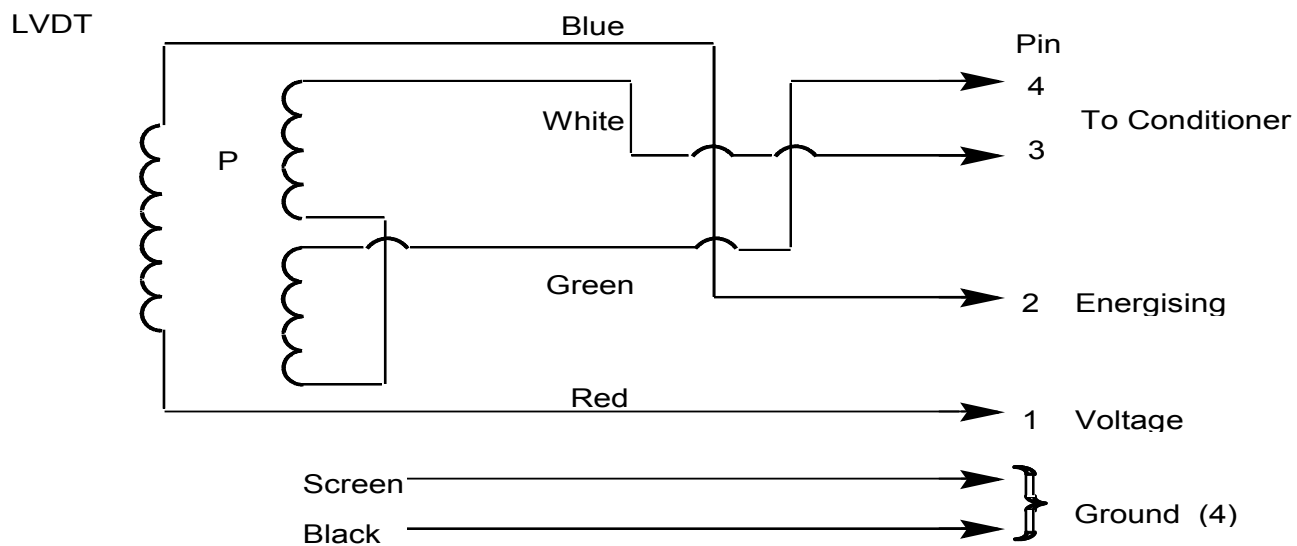 LVDT
Blue
Pin
4
White
To Conditioner
3
P
Green
2 Energising
Red
1 Voltage
Screen
Black
Ground (4)